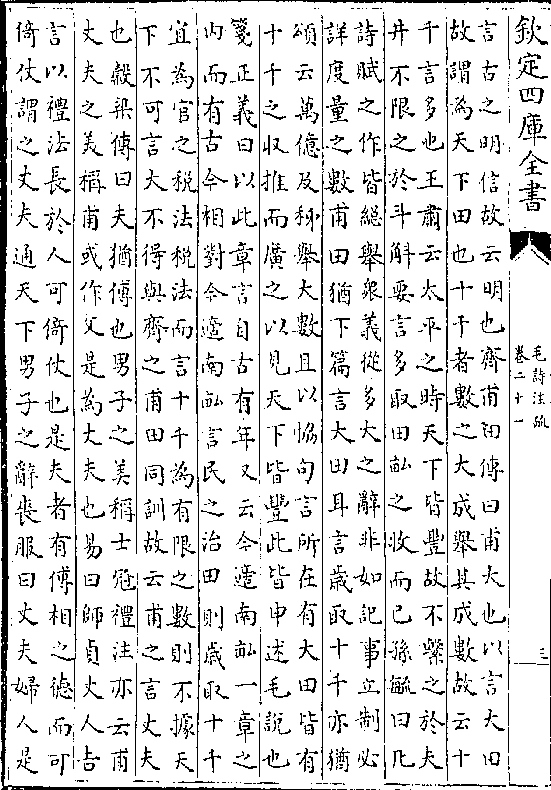 欽定四庫全書
毛詩注疏
卷二十一
三
言古之明信故云明也齊甫田傳曰甫大也以言大田
故謂為天下田也十千者數之大成舉其成數故云十
千言多也王肅云太平之時天下皆豐故不繫之於夫
井不限之於斗斛要言多取田畝之收而已孫毓曰凡
詩賦之作皆總舉衆義從多大之辭非如記事立制必
詳度量之數甫田猶下篇言大田耳言歲取十千亦猶
頌云萬億及秭舉大數且以協句言所在有大田皆有
十千之收推而廣之以見天下皆豐此皆申述毛說也
箋正義曰以此章言自古有年又云今適南畝一章之
内而有古今相對今適南畝言民之治田則歲取十千
宜為官之税法税法而言十千為有限之數則不據天
下不可言大不得與齊之甫田同訓故云甫之言丈夫
也穀梁傳曰夫猶傅也男子之美稱士冠禮注亦云甫
丈夫之美稱甫或作父是為丈夫也易曰師貞丈人吉
言以禮法長於人可倚仗也是夫者有傅相之德而可
倚仗謂之丈夫通天下男子之辭喪服曰丈夫婦人是